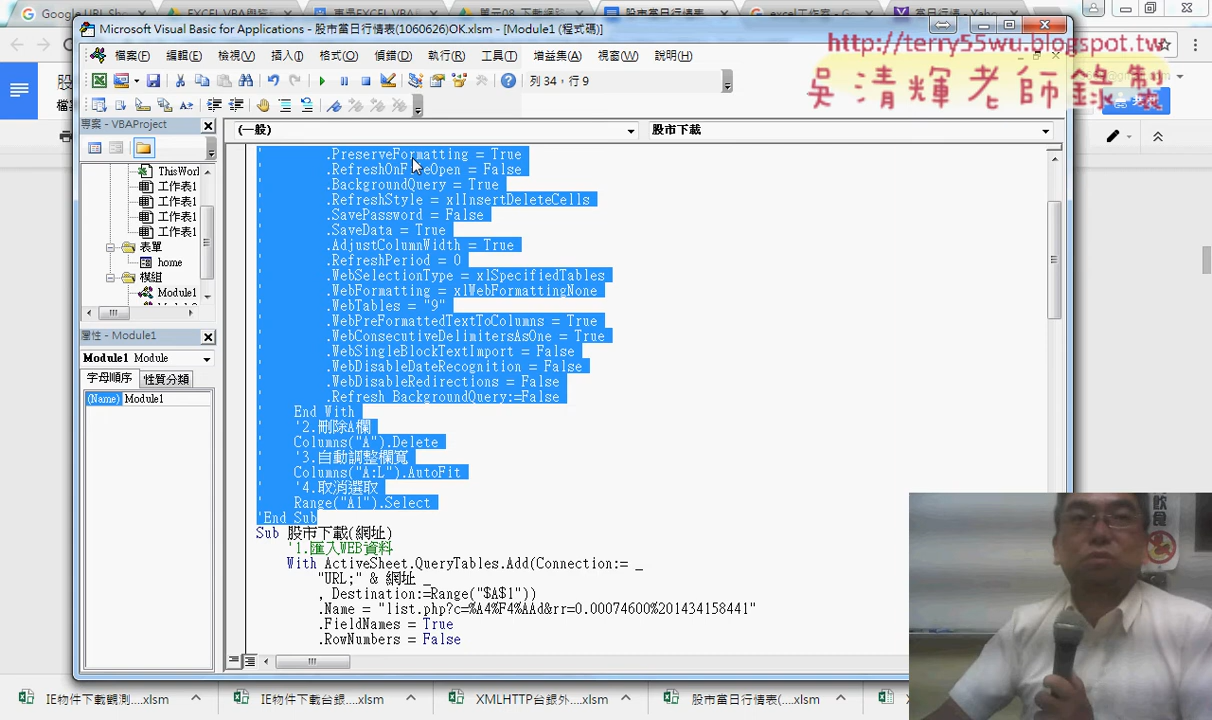 Microsoft Visual Basic for Applications - 股市當日行情表(1060626)OK.xlsm - [Module1 (程式碼)]
http://terry55wu.blogspot.tw
吳清輝老師錄製
檔案(F) 編輯(E) 檢視(V) 插入(I) 格式(O) 偵錯(D) 執行(R) 工具(T) 增益集(A) 視窗(W) 說明(H)
列 34，行 9
專案 - VBAProject
(一般)
股市下載
ThisWorl
工作表1
工作表1
工作表1
工作表1
表單
home
模組
Module1
屬性 - Module1
Module1 Module
字母順序 性質分類
(Name) Module1
' .PreserveFormatting = True
' .RefreshOnFileOpen = False
' .BackgroundQuery = True
' .RefreshStyle = xlInsertDeleteCells
' .SavePassword = False
' .SaveData = True
' .AdjustColumnWidth = True
' .RefreshPeriod = 0
' .WebSelectionType = xlSpecifiedTables
' .WebFormatting = xlWebFormattingNone
' .WebTables = "9"
' .WebPreFormattedTextToColumns = True
' .WebConsecutiveDelimitersAsOne = True
' .WebSingleBlockTextImport = False
' .WebDisableDateRecognition = False
' .WebDisableRedirections = False
' .Refresh BackgroundQuery:=False
' End With
' '2.刪除A欄
' Columns("A").Delete
' '3.自動調整欄寬
' Columns("A:L").AutoFit
' '4.取消選取
' Range("A1").Select
'End Sub
Sub 股市下載(網址)
'1.匯入WEB資料
With ActiveSheet.QueryTables.Add(Connection:= _
"URL;" & 網址 _
, Destination:=Range("$A$1"))
.Name = "list.php?c=%A4%F4%AAd&rr=0.00074600%201434158441"
.FieldNames = True
.RowNumbers = False
IE物件下載觀測....xlsm
IE物件下載台銀....xlsm
XMLHTTP台銀外....xlsm
股市當日行情表(....xlsm